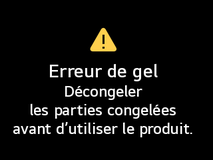 Erreur de gel
Décongeler
les parties congelées
avant d’utiliser le produit.